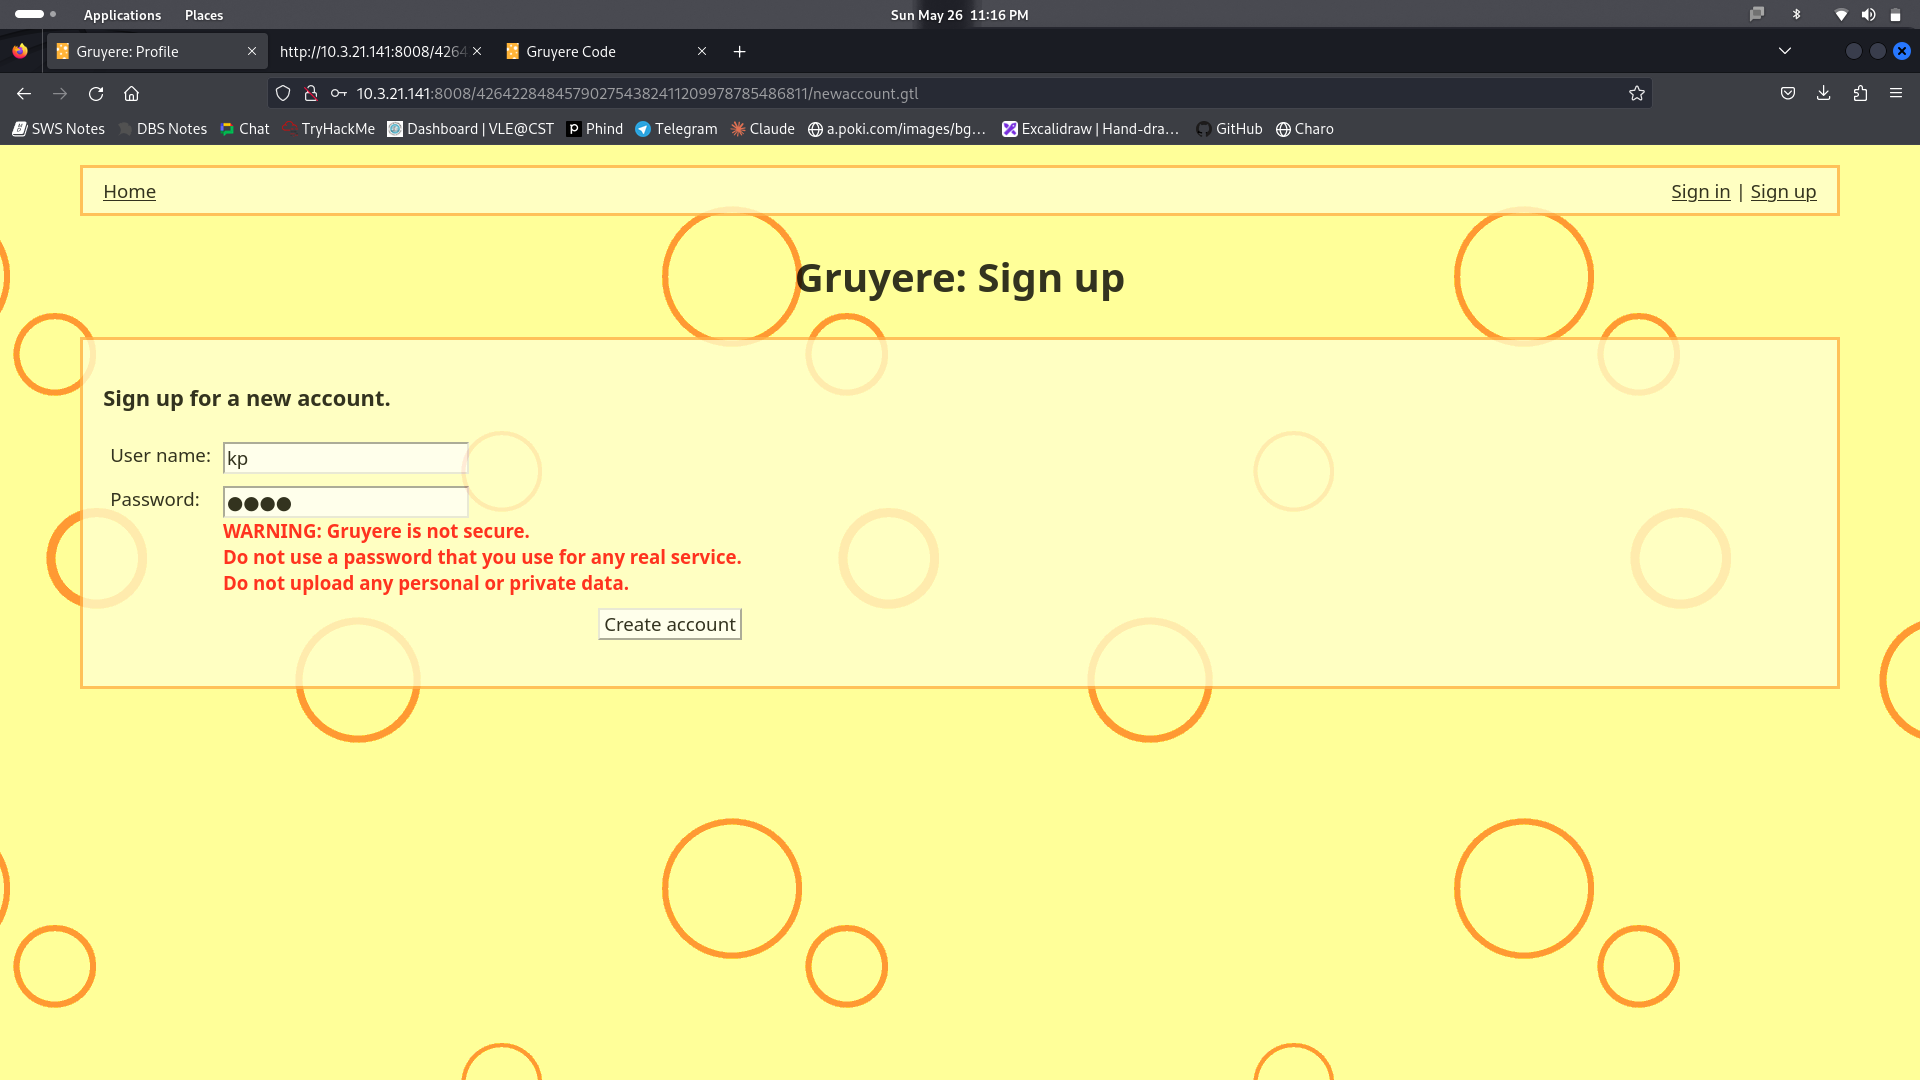 Applications Places Sun May 26 11:16 PM
Gruyere: Profile http://10.3.21.141:8008/4264 Gruyere Code
10.3.21.141:8008/426422848457902754382411209978785486811/newaccount.gtl
SWS Notes DBS Notes Chat TryHackMe Dashboard | VLE@CST Phind Telegram Claude a.poki.com/images/bg... Excalidraw | Hand-dra... GitHub Charo
Home Sign in | Sign up
Gruyere: Sign up
Sign up for a new account.
User name: kp
Password:
WARNING: Gruyere is not secure.
Do not use a password that you use for any real service.
Do not upload any personal or private data.
Create account